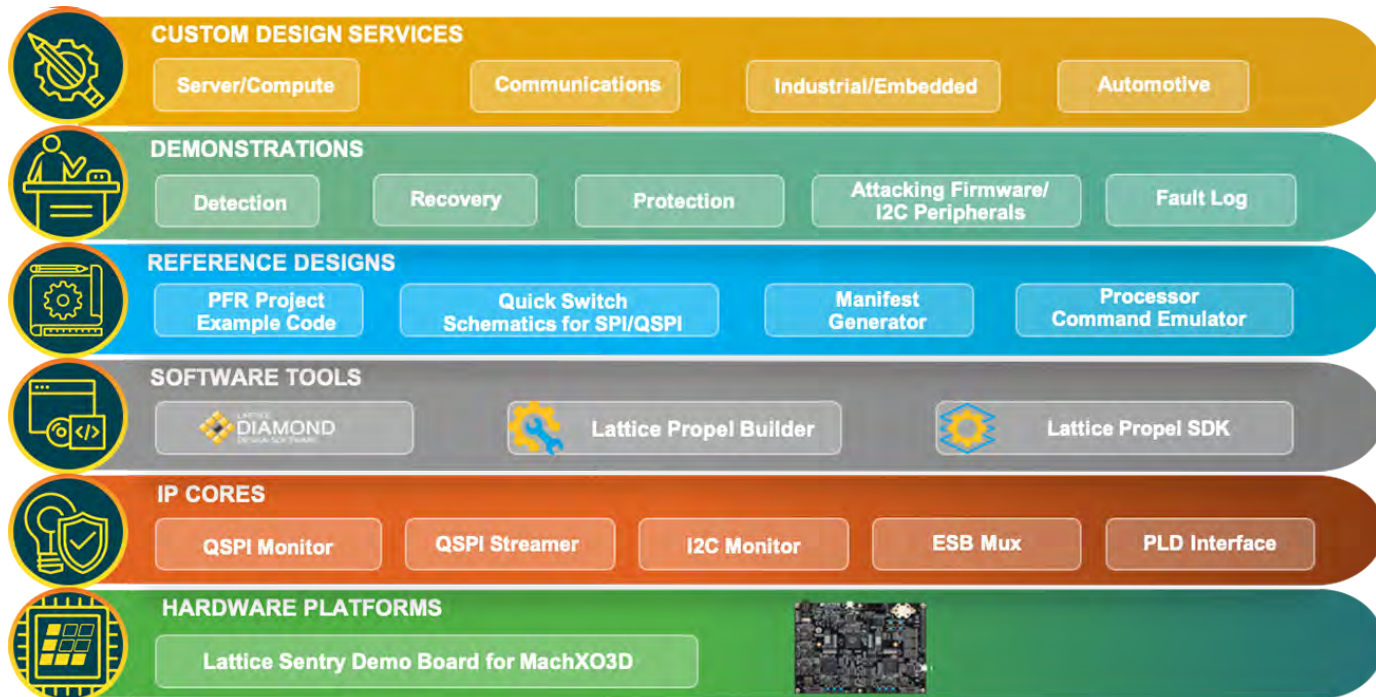 CUSTOM DESIGN SERVICES
Server/Compute
Communications
Industrial/Embedded
Automotive
DEMONSTRATIONS
Detection
Recovery
Protection
Attacking Firmware/
I2C Peripherals
Fault Log
REFERENCE DESIGNS
PFR Project
Example Code
Quick Switch
Schematics for SPI/QSPI
Manifest
Generator
Processor
Command Emulator
SOFTWARE TOOLS
LATTICE
DIAMOND
DESIGN SOFTWARE
Lattice Propel Builder
Lattice Propel SDK
IP CORES
QSPI Monitor
QSPI Streamer
I2C Monitor
ESB Mux
PLD Interface
HARDWARE PLATFORMS
Lattice Sentry Demo Board for MachXO3D